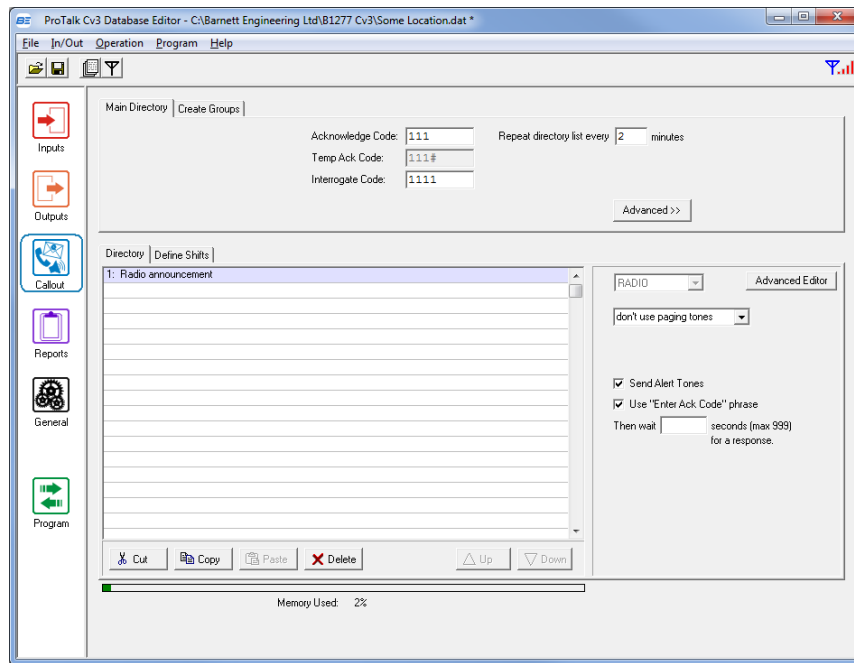 BE ProTalk Cv3 Database Editor - C:\Barnett Engineering Ltd\B1277 Cv3\Some Location.dat *
File In/Out Operation Program Help
Inputs
Outputs
Callout
Reports
General
Program
Main Directory Create Groups
Acknowledge Code: 111 Repeat directory list every 2 minutes
Temp Ack Code: 111#
Interrogate Code: 1111
Advanced >>
Directory Define Shifts
1: Radio announcement
RADIO Advanced Editor
don't use paging tones
Send Alert Tones
Use "Enter Ack Code" phrase
Then wait seconds (max 999)
for a response.
Cut Copy Paste Delete Up Down
Memory Used: 2%